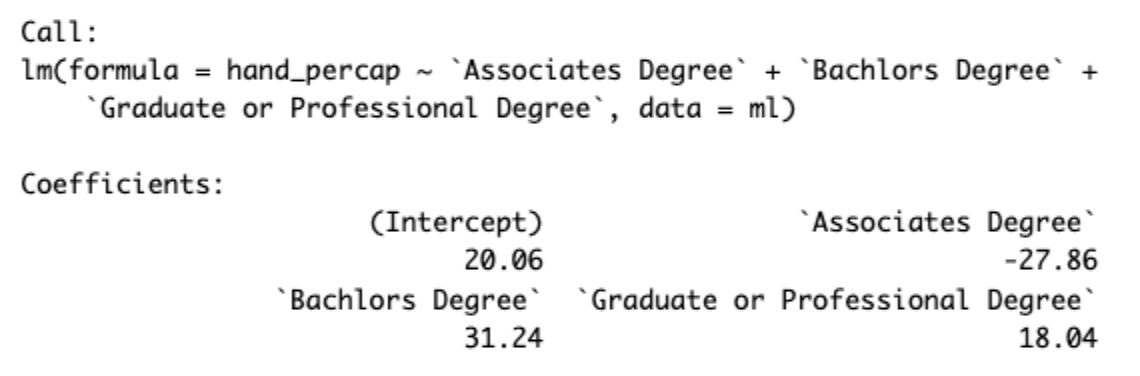 Call:
lm(formula = hand_percap ~ `Associates Degree` + `Bachlors Degree` +
`Graduate or Professional Degree`, data = ml)
Coefficients:
(Intercept) `Associates Degree`
20.06 -27.86
`Bachlors Degree` `Graduate or Professional Degree`
31.24 18.04